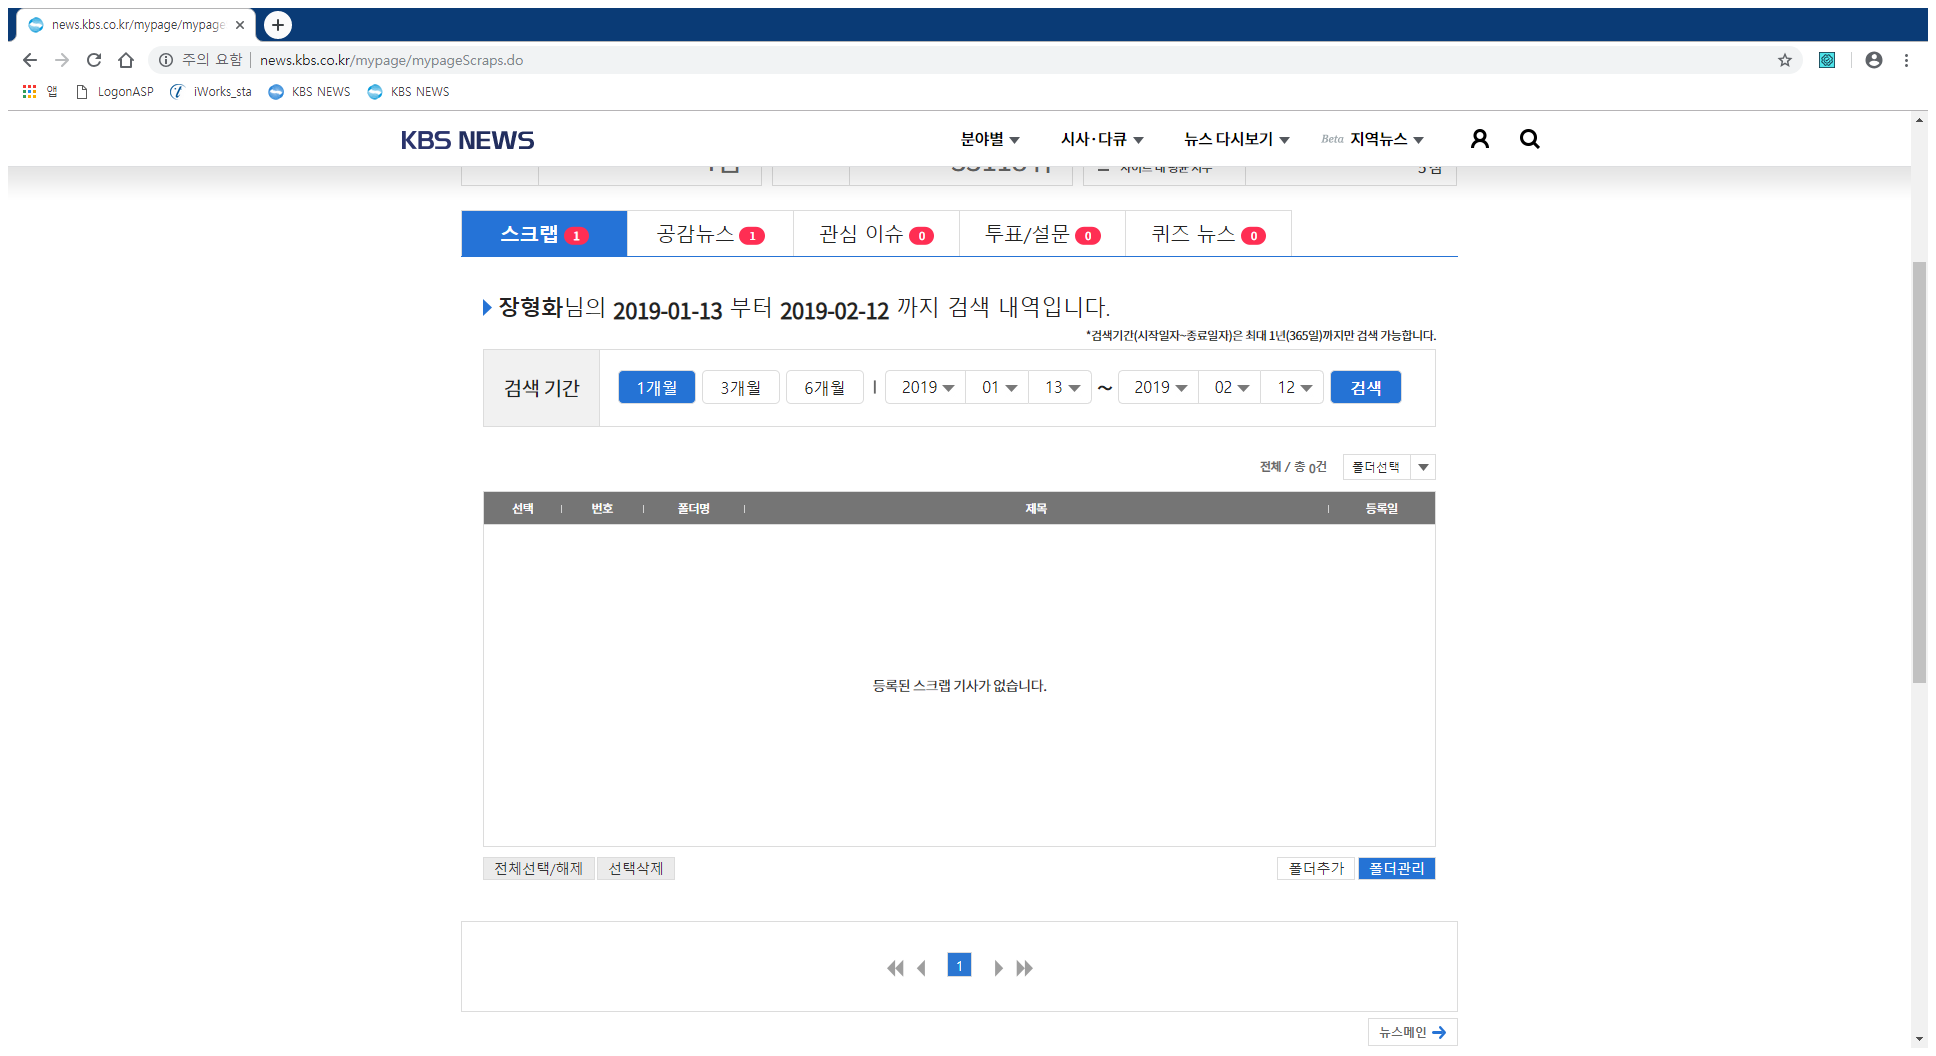 news.kbs.co.kr/mypage/mypage
주의 요함 | news.kbs.co.kr/mypage/mypageScraps.do
앱 LogonASP iWorks_sta KBS NEWS KBS NEWS
KBS NEWS 분야별 시사·다큐 뉴스 다시보기 Beta 지역뉴스
스크랩 1 공감뉴스 1 관심 이슈 0 투표/설문 0 퀴즈 뉴스 0
장형화님의 2019-01-13 부터 2019-02-12 까지 검색 내역입니다.
*검색기간(시작일자~종료일자)은 최대 1년(365일)까지만 검색 가능합니다.
검색 기간 1개월 3개월 6개월 | 2019 01 13 ~ 2019 02 12 검색
전체 / 총 0건 폴더선택
선택 번호 폴더명 제목 등록일
등록된 스크랩 기사가 없습니다.
전체선택/해제 선택삭제 폴더추가 폴더관리
1
뉴스메인